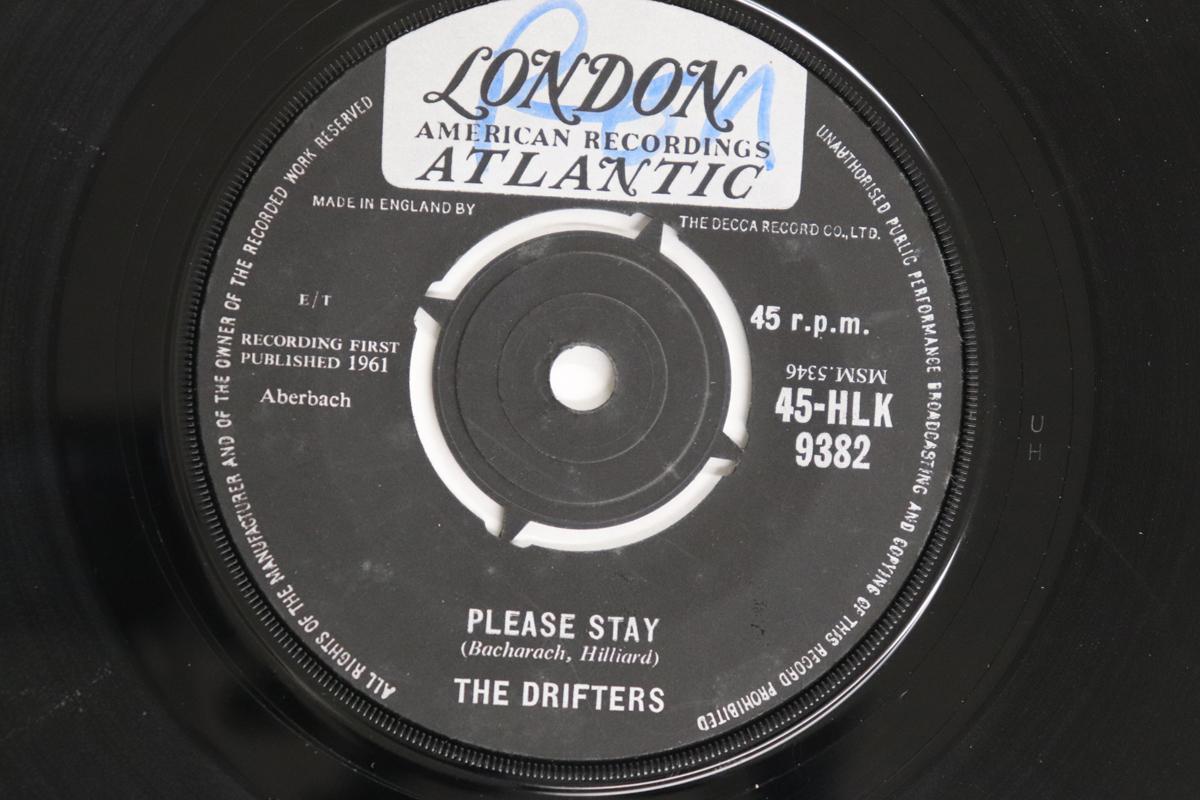 LONDON
AMERICAN RECORDINGS
ATLANTIC
ALL RIGHTS OF THE MANUFACTURER AND OF THE OWNER OF THE RECORDED WORK RESERVED
UNAUTHORISED PUBLIC PERFORMANCE BROADCASTING AND COPYING OF THIS RECORD PROHIBITED
MADE IN ENGLAND BY THE DECCA RECORD CO., LTD.
E/T
RECORDING FIRST
PUBLISHED 1961
Aberbach
45 r.p.m.
MSM.5346
45-HLK
9382
U
H
PLEASE STAY
(Bacharach, Hilliard)
THE DRIFTERS